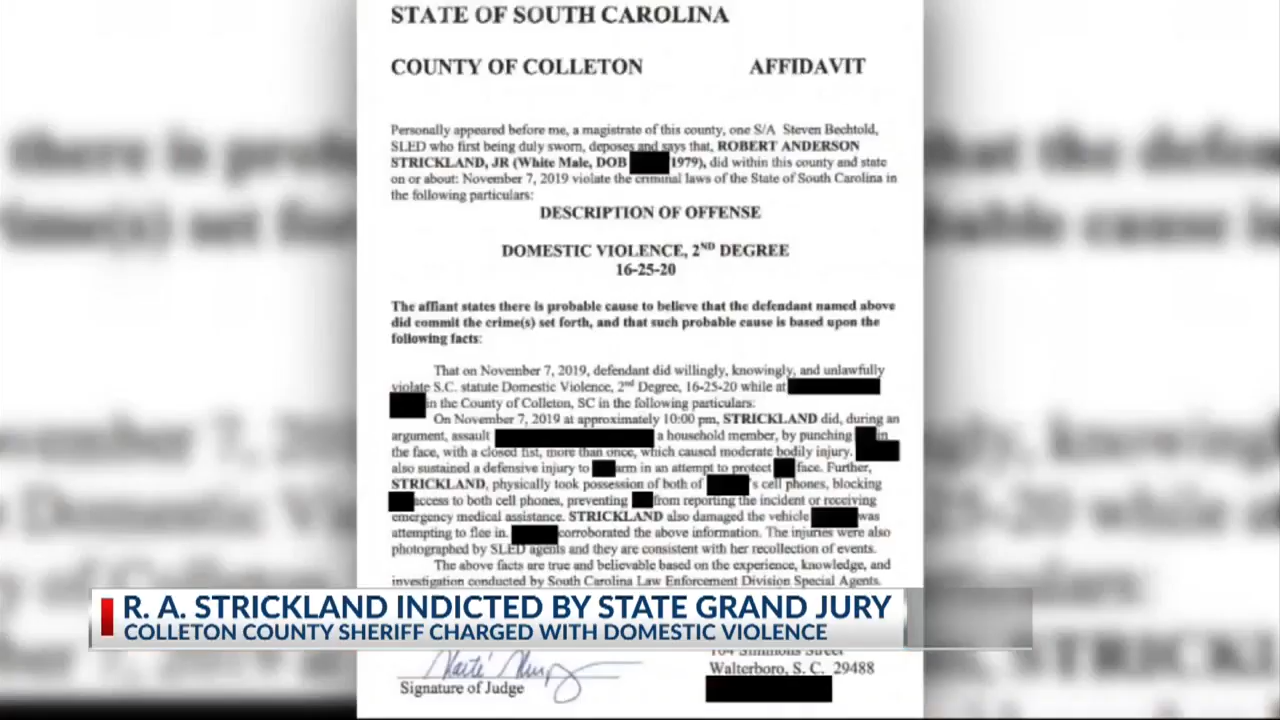 STATE OF SOUTH CAROLINA
COUNTY OF COLLETON AFFIDAVIT
Personally appeared before me, a magistrate of this county, one S/A Steven Bechtold,
SLED who first being duly sworn, deposes and says that, ROBERT ANDERSON
STRICKLAND, JR (White Male, DOB 1979), did within this county and state
on or about: November 7, 2019 violate the criminal laws of the State of South Carolina in
the following particulars:
DESCRIPTION OF OFFENSE
DOMESTIC VIOLENCE, 2ND DEGREE
16-25-20
The affiant states there is probable cause to believe that the defendant named above
did commit the crime(s) set forth, and that such probable cause is based upon the
following facts:
That on November 7, 2019, defendant did willingly, knowingly, and unlawfully
violate S.C. statute Domestic Violence, 2nd Degree, 16-25-20 while at
in the County of Colleton, SC in the following particulars:
On November 7, 2019 at approximately 10:00 pm, STRICKLAND did, during an
argument, assault a household member, by punching in
the face, with a closed fist, more than once, which caused moderate bodily injury.
also sustained a defensive injury to arm in an attempt to protect face. Further,
STRICKLAND, physically took possession of both of 's cell phones, blocking
access to both cell phones, preventing from reporting the incident or receiving
emergency medical assistance. STRICKLAND also damaged the vehicle was
attempting to flee in. corroborated the above information. The injuries were also
photographed by SLED agents and they are consistent with her recollection of events.
The above facts are true and believable based on the experience, knowledge, and
investigation conducted by South Carolina Law Enforcement Division Special Agents.
R. A. STRICKLAND INDICTED BY STATE GRAND JURY
COLLETON COUNTY SHERIFF CHARGED WITH DOMESTIC VIOLENCE
104 Simmons Street
Walterboro, S. C. 29488
Signature of Judge